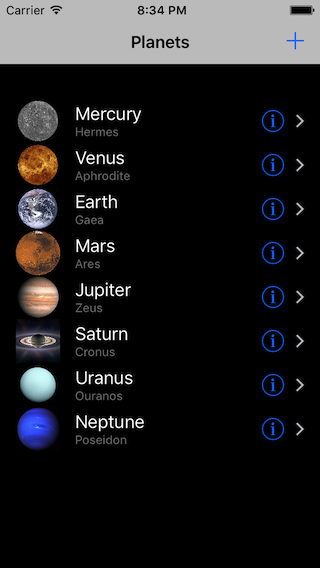 Carrier 8:34 PM
Planets
Mercury
Hermes
Venus
Aphrodite
Earth
Gaea
Mars
Ares
Jupiter
Zeus
Saturn
Cronus
Uranus
Ouranos
Neptune
Poseidon